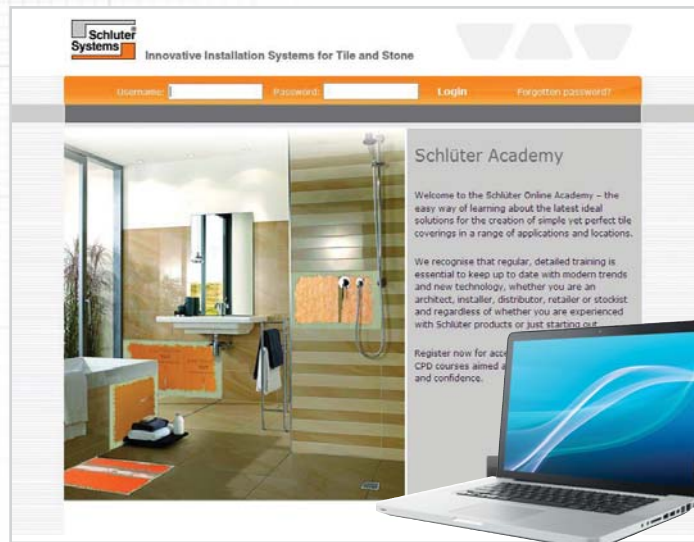 Schlüter®
Systems
Innovative Installation Systems for Tile and Stone
Username:
Password:
Login
Forgotten password?
Schlüter Academy
Welcome to the Schlüter Online Academy – the
easy way of learning about the latest ideal
solutions for the creation of simple yet perfect tile
coverings in a range of applications and locations.
We recognise that regular, detailed training is
essential to keep up to date with modern trends
and new technology, whether you are an
architect, installer, distributor, retailer or stockist
and regardless of whether you are experienced
with Schlüter products or just starting out
Register now for acce
CPD courses aimed a
and confidence.